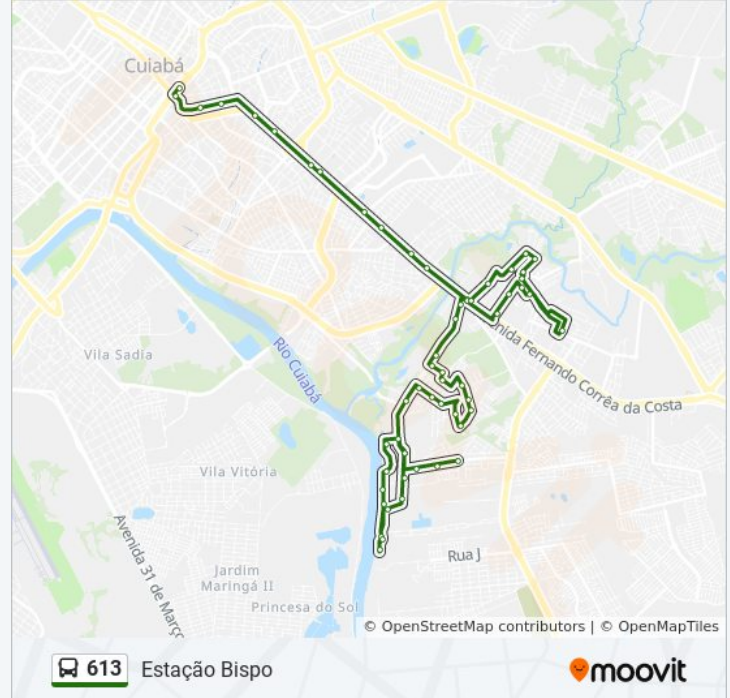 Cuiabá
Vila Sadia
Rio Cuiabá
nida Fernando Corrêa da Costa
Vila Vitória
Avenida 31 de Março
Rua J
Jardim
Maringá II
Princesa do Sol
© OpenStreetMap contributors | © OpenMapTiles
613 Estação Bispo
moovit